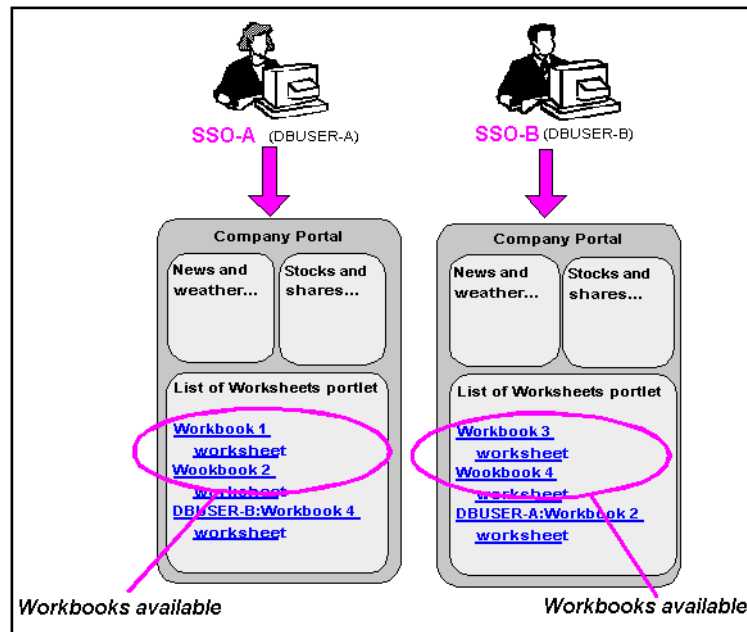 SSO-A (DBUSER-A)
Company Portal
News and
weather...
Stocks and
shares...
List of Worksheets portlet
Workbook 1
worksheet
Wookbook 2
worksheet
DBUSER-B:Workbook 4
worksheet
Workbooks available
SSO-B (DBUSER-B)
Company Portal
News and
weather...
Stocks and
shares...
List of Worksheets portlet
Workbook 3
worksheet
Wookbook 4
worksheet
DBUSER-A:Workbook 2
worksheet
Workbooks available